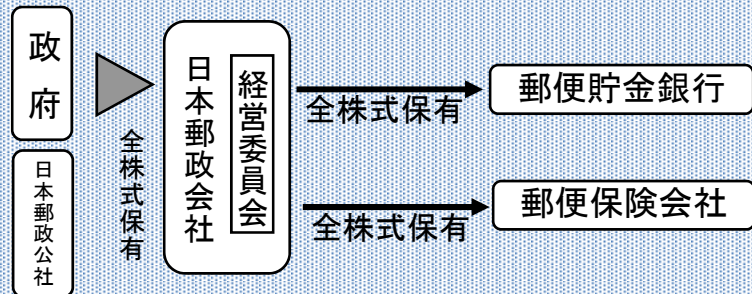 政府
日本郵政公社
全株式保有
日本郵政会社
経営委員会
全株式保有
郵便貯金銀行
全株式保有
郵便保険会社